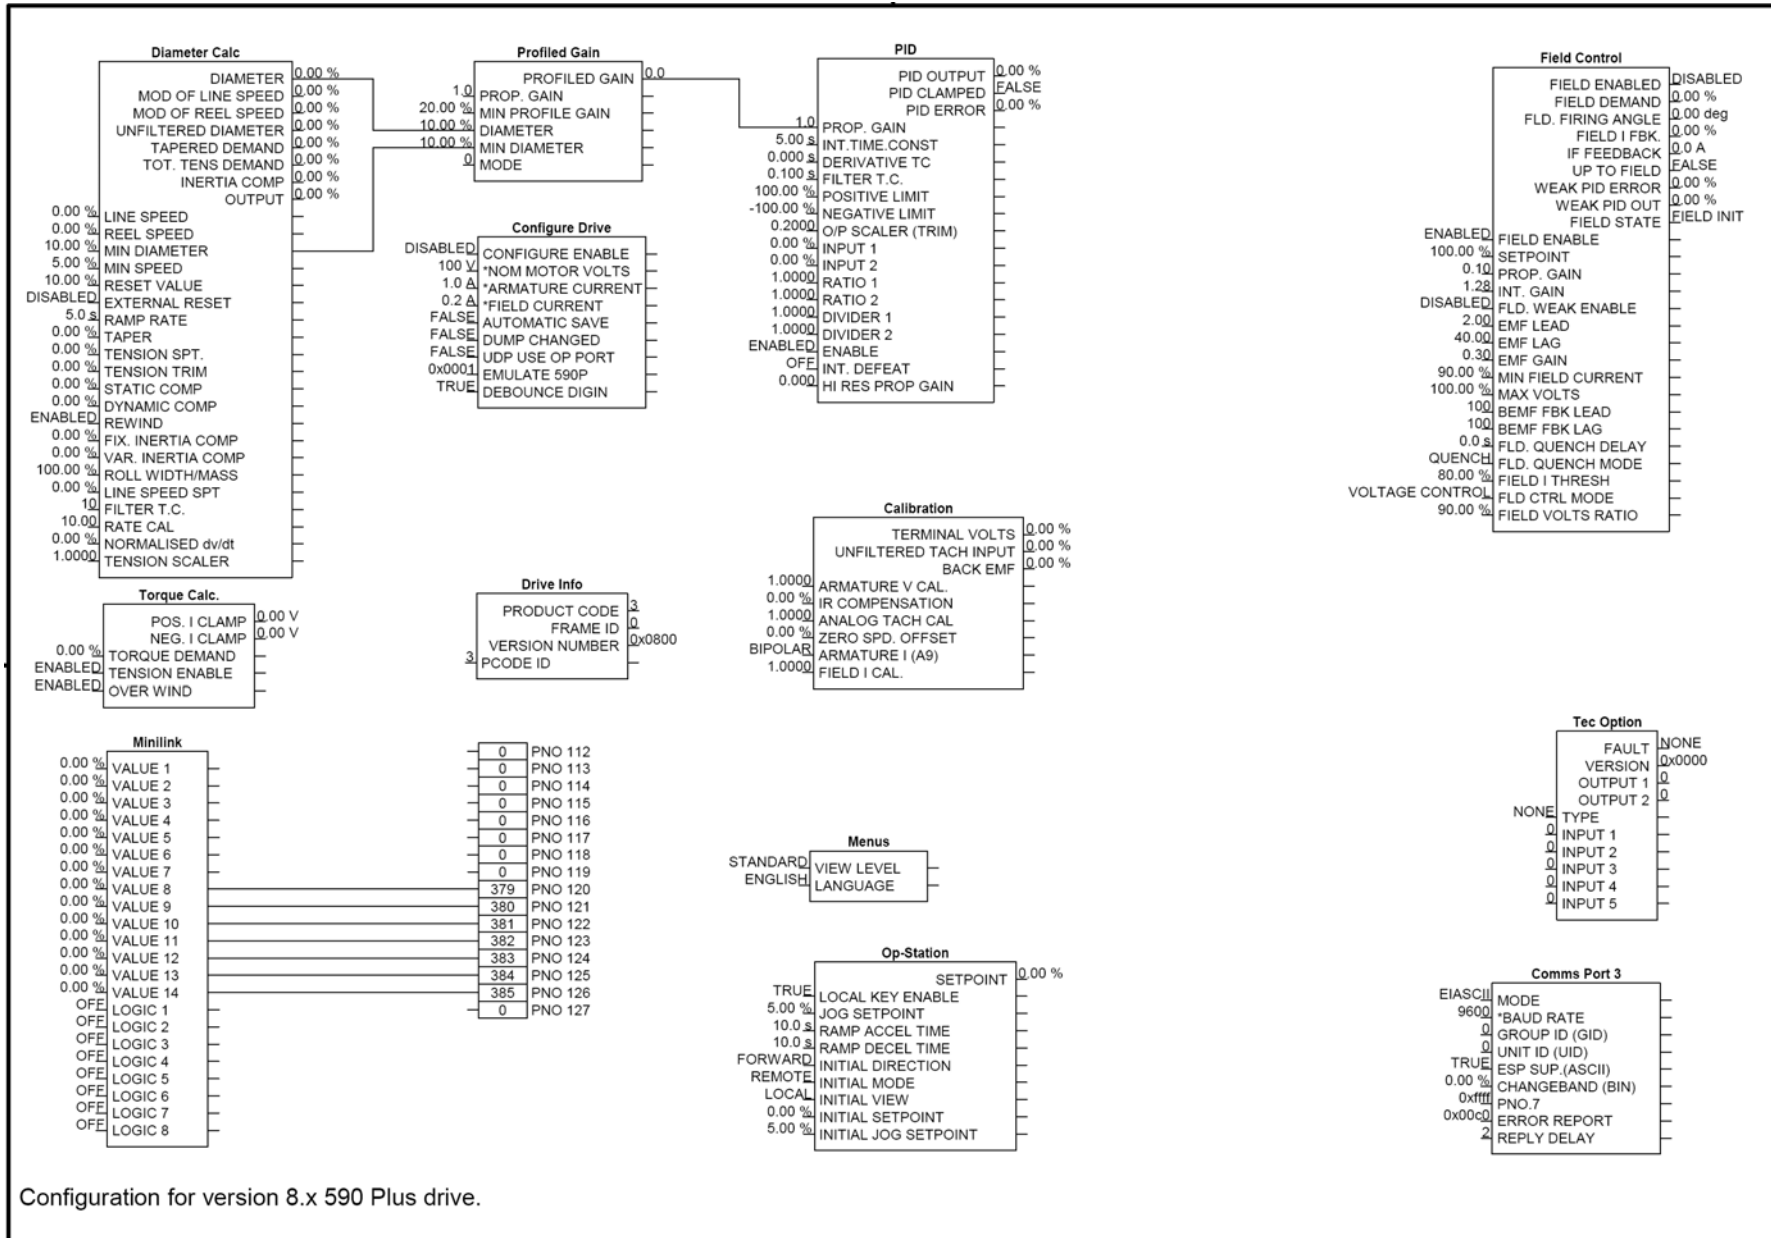 Diameter Calc
DIAMETER 0.00 %
MOD OF LINE SPEED 0.00 %
MOD OF REEL SPEED 0.00 %
UNFILTERED DIAMETER 0.00 %
TAPERED DEMAND 0.00 %
TOT. TENS DEMAND 0.00 %
INERTIA COMP 0.00 %
OUTPUT 0.00 %
0.00 % LINE SPEED
0.00 % REEL SPEED
10.00 % MIN DIAMETER
5.00 % MIN SPEED
10.00 % RESET VALUE
DISABLED EXTERNAL RESET
5.0 s RAMP RATE
0.00 % TAPER
0.00 % TENSION SPT.
0.00 % TENSION TRIM
0.00 % STATIC COMP
0.00 % DYNAMIC COMP
ENABLED REWIND
0.00 % FIX. INERTIA COMP
0.00 % VAR. INERTIA COMP
100.00 % ROLL WIDTH/MASS
0.00 % LINE SPEED SPT
10 FILTER T.C.
10.00 RATE CAL
0.00 % NORMALISED dv/dt
1.0000 TENSION SCALER
Torque Calc.
POS. I CLAMP 0.00 V
NEG. I CLAMP 0.00 V
0.00 % TORQUE DEMAND
ENABLED TENSION ENABLE
ENABLED OVER WIND
Minilink
0.00 % VALUE 1
0.00 % VALUE 2
0.00 % VALUE 3
0.00 % VALUE 4
0.00 % VALUE 5
0.00 % VALUE 6
0.00 % VALUE 7
0.00 % VALUE 8
0.00 % VALUE 9
0.00 % VALUE 10
0.00 % VALUE 11
0.00 % VALUE 12
0.00 % VALUE 13
0.00 % VALUE 14
OFF LOGIC 1
OFF LOGIC 2
OFF LOGIC 3
OFF LOGIC 4
OFF LOGIC 5
OFF LOGIC 6
OFF LOGIC 7
OFF LOGIC 8
Profiled Gain
PROFILED GAIN 0.0
1.0 PROP. GAIN
20.00 % MIN PROFILE GAIN
10.00 % DIAMETER
10.00 % MIN DIAMETER
0 MODE
Configure Drive
DISABLED CONFIGURE ENABLE
100 V *NOM MOTOR VOLTS
1.0 A *ARMATURE CURRENT
0.2 A *FIELD CURRENT
FALSE AUTOMATIC SAVE
FALSE DUMP CHANGED
FALSE UDP USE OP PORT
0x0001 EMULATE 590P
TRUE DEBOUNCE DIGIN
Drive Info
PRODUCT CODE 3
FRAME ID 0
VERSION NUMBER 0x0800
3 PCODE ID
0 PNO 112
0 PNO 113
0 PNO 114
0 PNO 115
0 PNO 116
0 PNO 117
0 PNO 118
0 PNO 119
379 PNO 120
380 PNO 121
381 PNO 122
382 PNO 123
383 PNO 124
384 PNO 125
385 PNO 126
0 PNO 127
PID
PID OUTPUT 0.00 %
PID CLAMPED FALSE
PID ERROR 0.00 %
1.0 PROP. GAIN
5.00 s INT.TIME.CONST
0.000 s DERIVATIVE TC
0.100 s FILTER T.C.
100.00 % POSITIVE LIMIT
-100.00 % NEGATIVE LIMIT
0.2000 O/P SCALER (TRIM)
0.00 % INPUT 1
0.00 % INPUT 2
1.0000 RATIO 1
1.0000 RATIO 2
1.0000 DIVIDER 1
1.0000 DIVIDER 2
ENABLED ENABLE
OFF INT. DEFEAT
0.000 HI RES PROP GAIN
Calibration
TERMINAL VOLTS 0.00 %
UNFILTERED TACH INPUT 0.00 %
BACK EMF 0.00 %
1.0000 ARMATURE V CAL.
0.00 % IR COMPENSATION
1.0000 ANALOG TACH CAL
0.00 % ZERO SPD. OFFSET
BIPOLAR ARMATURE I (A9)
1.0000 FIELD I CAL.
Menus
STANDARD VIEW LEVEL
ENGLISH LANGUAGE
Op-Station
SETPOINT 0.00 %
TRUE LOCAL KEY ENABLE
5.00 % JOG SETPOINT
10.0 s RAMP ACCEL TIME
10.0 s RAMP DECEL TIME
FORWARD INITIAL DIRECTION
REMOTE INITIAL MODE
LOCAL INITIAL VIEW
0.00 % INITIAL SETPOINT
5.00 % INITIAL JOG SETPOINT
Field Control
FIELD ENABLED DISABLED
FIELD DEMAND 0.00 %
FLD. FIRING ANGLE 0.00 deg
FIELD I FBK. 0.00 %
IF FEEDBACK 0.0 A
UP TO FIELD FALSE
WEAK PID ERROR 0.00 %
WEAK PID OUT 0.00 %
FIELD STATE FIELD INIT
ENABLED FIELD ENABLE
100.00 % SETPOINT
0.10 PROP. GAIN
1.28 INT. GAIN
DISABLED FLD. WEAK ENABLE
2.00 EMF LEAD
40.00 EMF LAG
0.30 EMF GAIN
90.00 % MIN FIELD CURRENT
100.00 % MAX VOLTS
100 BEMF FBK LEAD
100 BEMF FBK LAG
0.0 s FLD. QUENCH DELAY
QUENCH FLD. QUENCH MODE
80.00 % FIELD I THRESH
VOLTAGE CONTROL FLD CTRL MODE
90.00 % FIELD VOLTS RATIO
Tec Option
FAULT NONE
VERSION 0x0000
OUTPUT 1 0
OUTPUT 2 0
NONE TYPE
0 INPUT 1
0 INPUT 2
0 INPUT 3
0 INPUT 4
0 INPUT 5
Comms Port 3
EIASCII MODE
9600 *BAUD RATE
0 GROUP ID (GID)
0 UNIT ID (UID)
TRUE ESP SUP.(ASCII)
0.00 % CHANGEBAND (BIN)
0xffff PNO.7
0x00c0 ERROR REPORT
2 REPLY DELAY
Configuration for version 8.x 590 Plus drive.